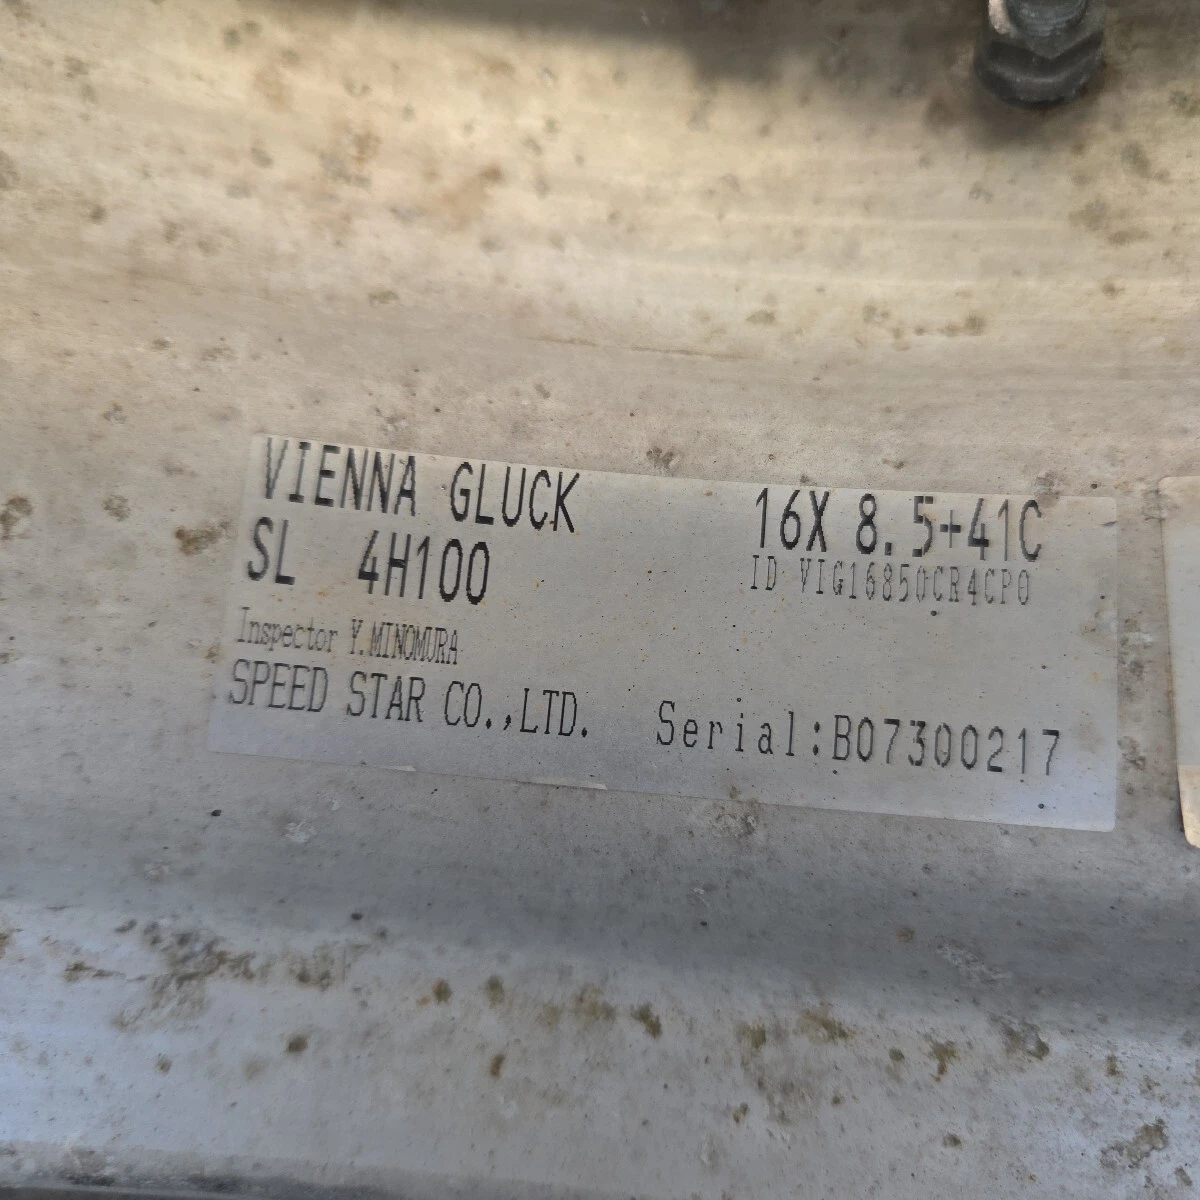 VIENNA GLUCK 16X 8.5+41C
SL 4H100 ID VIG16850CR4CP0
Inspector Y.MINOMURA
SPEED STAR CO.,LTD. Serial:B07300217